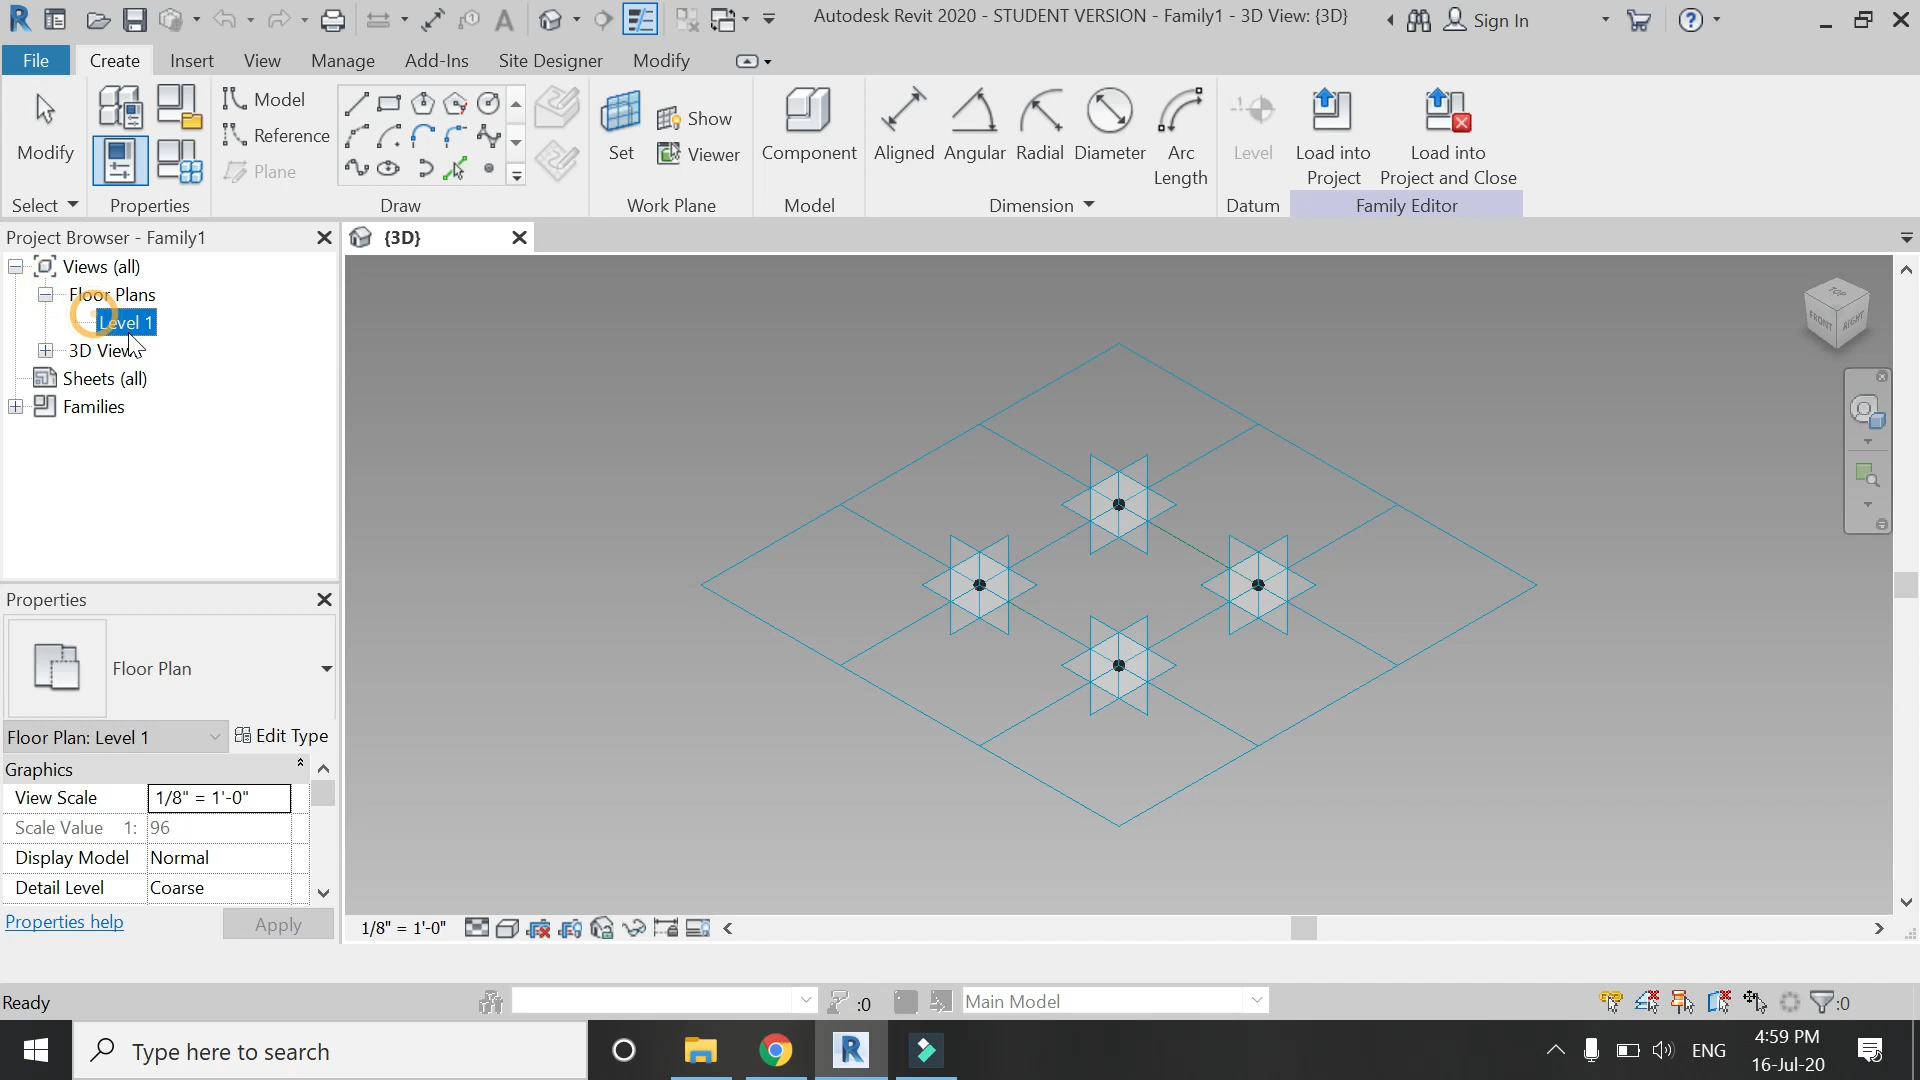 Autodesk Revit 2020 - STUDENT VERSION - Family1 - 3D View: {3D}
Sign In
File
Create
Insert
View
Manage
Add-Ins
Site Designer
Modify
Modify
Select
Properties
Model
Reference
Plane
Draw
Set
Show
Viewer
Work Plane
Component
Model
Aligned
Angular
Radial
Diameter
Arc
Length
Dimension
Level
Datum
Load into
Project
Load into
Project and Close
Family Editor
Project Browser - Family1
{3D}
Views (all)
Floor Plans
Level 1
3D View
Sheets (all)
Families
TOP
FRONT
RIGHT
Properties
Floor Plan
Floor Plan: Level 1
Edit Type
Graphics
View Scale
1/8" = 1'-0"
Scale Value 1:
96
Display Model
Normal
Detail Level
Coarse
Properties help
Apply
1/8" = 1'-0"
Ready
:0
Main Model
:0
Type here to search
ENG
4:59 PM
16-Jul-20